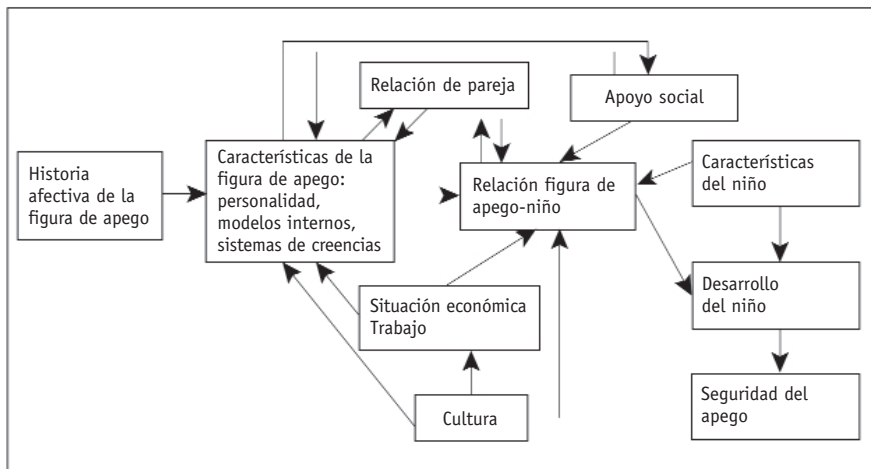 Relación de pareja
Apoyo social
Historia
afectiva de la
figura de apego
Características de la
figura de apego:
personalidad,
modelos internos,
sistemas de creencias
Relación figura de
apego-niño
Características
del niño
Situación económica
Trabajo
Desarrollo
del niño
Cultura
Seguridad del
apego